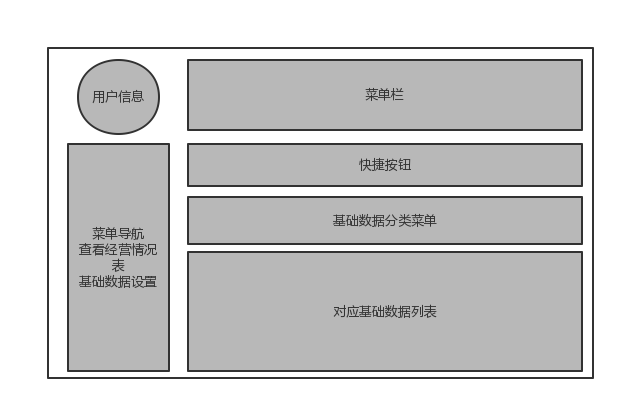 用户信息
菜单栏
快捷按钮
菜单导航
查看经营情况
表
基础数据设置
基础数据分类菜单
对应基础数据列表